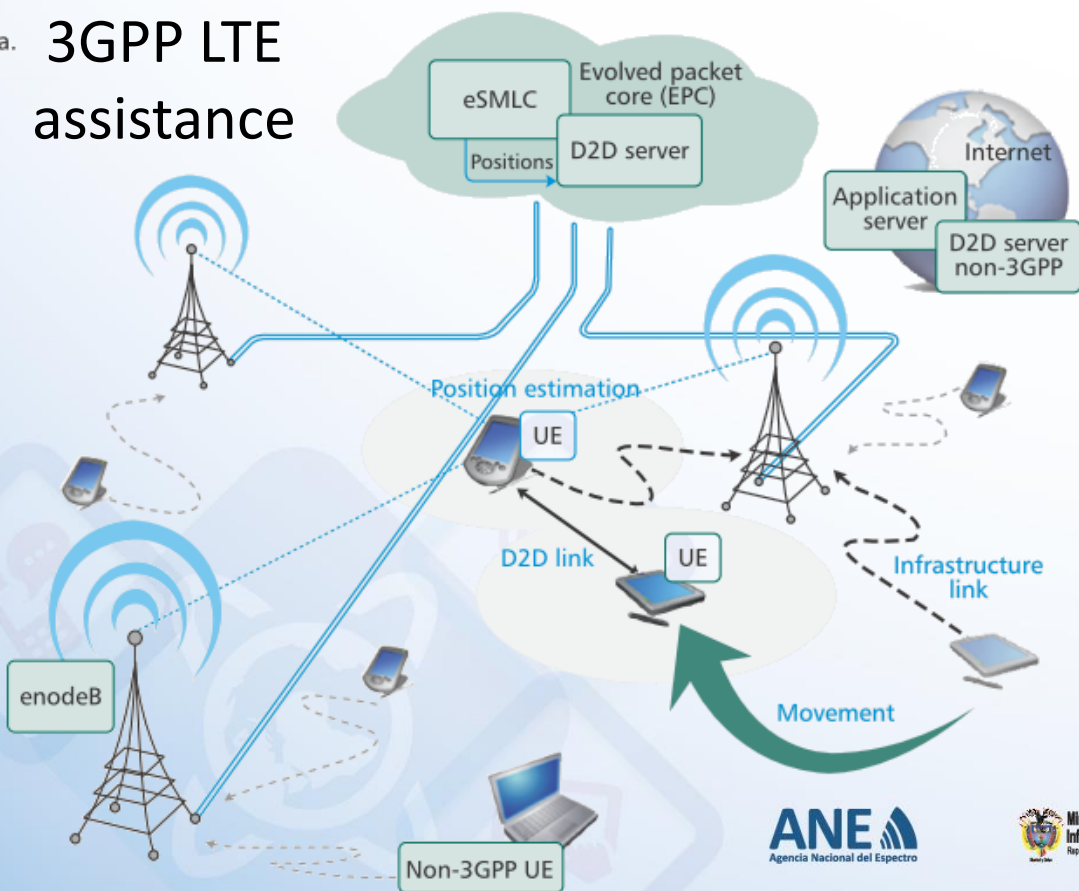 a.
3GPP LTE
assistance
eSMLC
Evolved packet
core (EPC)
Positions
D2D server
Internet
Application
server
D2D server
non-3GPP
Position estimation
UE
D2D link
UE
Infrastructure
link
enodeB
Movement
Non-3GPP UE
ANE
Agencia Nacional del Espectro